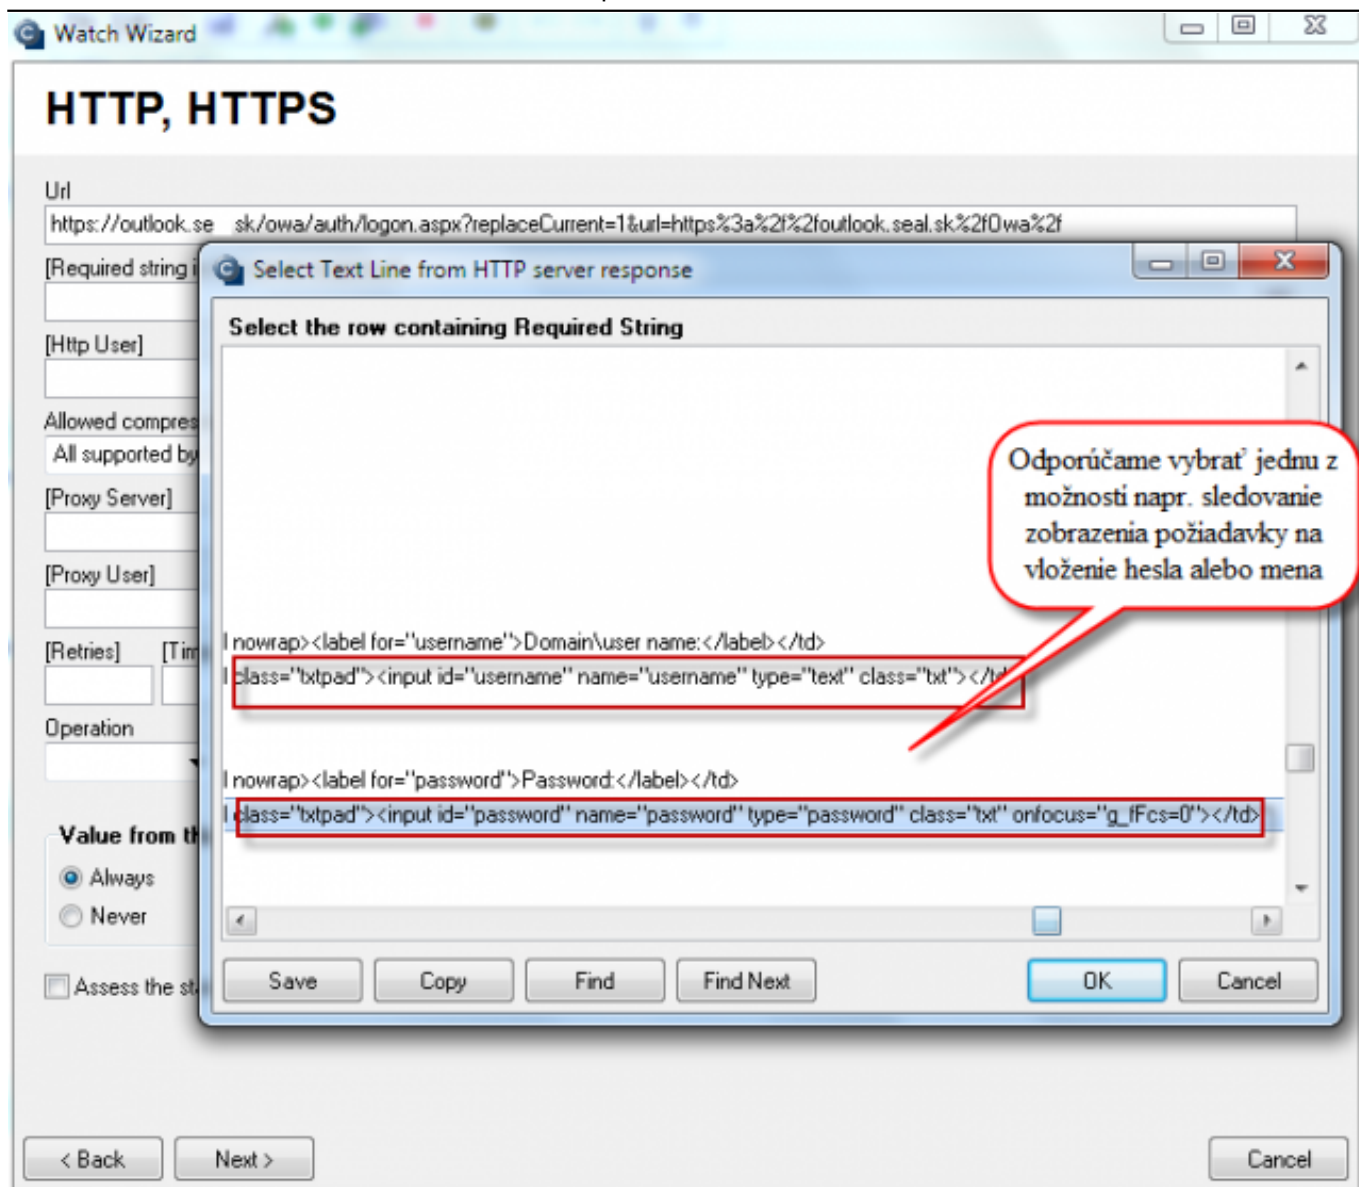 Watch Wizard
HTTP, HTTPS
Url
https://outlook.se sk/owa/auth/logon.aspx?replaceCurrent=1&url=https%3a%2f%2foutlook.seal.sk%2fOwa%2f
[Required string i
Select Text Line from HTTP server response
Select the row containing Required String
[Http User]
Allowed compres
All supported by
[Proxy Server]
[Proxy User]
[Retries] [Tim
Operation
Value from th
Always
Never
Assess the sta
Odporúčame vybrať jednu z
možností napr. sledovanie
zobrazenia požiadavky na
vloženie hesla alebo mena
l nowrap><label for="username">Domain\user name:</label></td>
l class="txtpad"><input id="username" name="username" type="text" class="txt"></td>
l nowrap><label for="password">Password:</label></td>
l class="txtpad"><input id="password" name="password" type="password" class="txt" onfocus="g_fFcs=0"></td>
Save Copy Find Find Next OK Cancel
< Back Next > Cancel